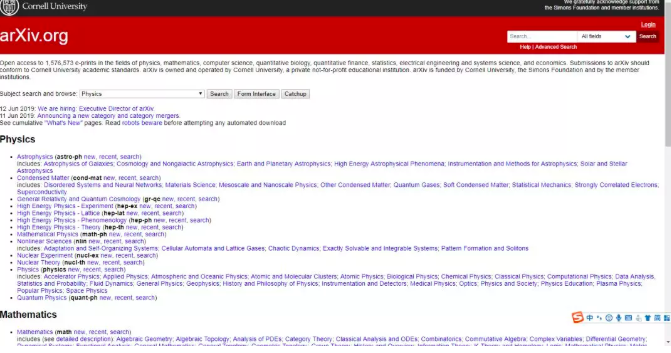 Cornell University
We gratefully acknowledge support from
the Simons Foundation and member institutions.
arXiv.org
Login
Search...
All fields
Search
Help | Advanced Search
Open access to 1,576,573 e-prints in the fields of physics, mathematics, computer science, quantitative biology, quantitative finance, statistics, electrical engineering and systems science, and economics. Submissions to arXiv should
conform to Cornell University academic standards. arXiv is owned and operated by Cornell University, a private not-for-profit educational institution. arXiv is funded by Cornell University, the Simons Foundation and by the member
institutions.
Subject search and browse: Physics Search Form Interface Catchup
12 Jun 2019: We are hiring: Executive Director of arXiv.
11 Jun 2019: Announcing a new category and category mergers.
See cumulative "What's New" pages. Read robots beware before attempting any automated download
Physics
Astrophysics (astro-ph new, recent, search)
includes: Astrophysics of Galaxies; Cosmology and Nongalactic Astrophysics; Earth and Planetary Astrophysics; High Energy Astrophysical Phenomena; Instrumentation and Methods for Astrophysics; Solar and Stellar
Astrophysics
Condensed Matter (cond-mat new, recent, search)
includes: Disordered Systems and Neural Networks; Materials Science; Mesoscale and Nanoscale Physics; Other Condensed Matter; Quantum Gases; Soft Condensed Matter; Statistical Mechanics; Strongly Correlated Electrons;
Superconductivity
General Relativity and Quantum Cosmology (gr-qc new, recent, search)
High Energy Physics - Experiment (hep-ex new, recent, search)
High Energy Physics - Lattice (hep-lat new, recent, search)
High Energy Physics - Phenomenology (hep-ph new, recent, search)
High Energy Physics - Theory (hep-th new, recent, search)
Mathematical Physics (math-ph new, recent, search)
Nonlinear Sciences (nlin new, recent, search)
includes: Adaptation and Self-Organizing Systems; Cellular Automata and Lattice Gases; Chaotic Dynamics; Exactly Solvable and Integrable Systems; Pattern Formation and Solitons
Nuclear Experiment (nucl-ex new, recent, search)
Nuclear Theory (nucl-th new, recent, search)
Physics (physics new, recent, search)
includes: Accelerator Physics; Applied Physics; Atmospheric and Oceanic Physics; Atomic and Molecular Clusters; Atomic Physics; Biological Physics; Chemical Physics; Classical Physics; Computational Physics; Data Analysis,
Statistics and Probability; Fluid Dynamics; General Physics; Geophysics; History and Philosophy of Physics; Instrumentation and Detectors; Medical Physics; Optics; Physics and Society; Physics Education; Plasma Physics;
Popular Physics; Space Physics
Quantum Physics (quant-ph new, recent, search)
Mathematics
中
Mathematics (math new, recent, search)
includes (see detailed description): Algebraic Geometry; Algebraic Topology; Analysis of PDEs; Category Theory; Classical Analysis and ODEs; Combinatorics; Commutative Algebra; Complex Variables; Differential Geometry;